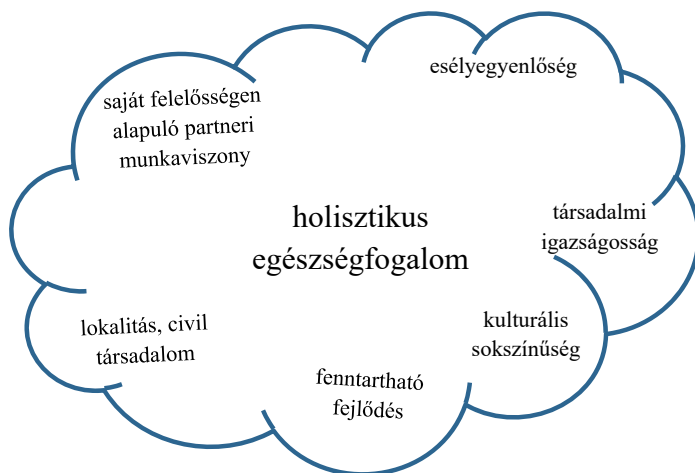 esélyegyenlőség
saját felelősségen
alapuló partneri
munkaviszony
holisztikus
egészségfogalom
társadalmi
igazságosság
lokalitás, civil
társadalom
kulturális
sokszínűség
fenntartható
fejlődés